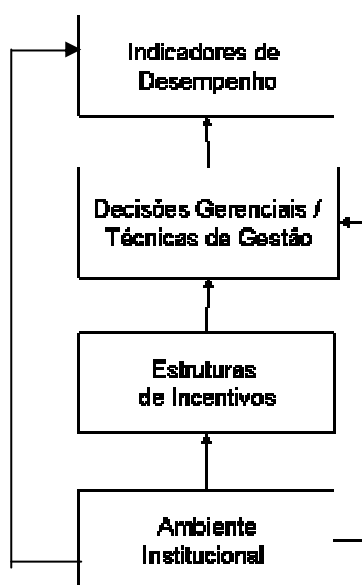 Indicadores de
Desempenho
Decisões Gerenciais /
Técnicas de Gestão
Estruturas
de Incentivos
Ambiente
Institucional